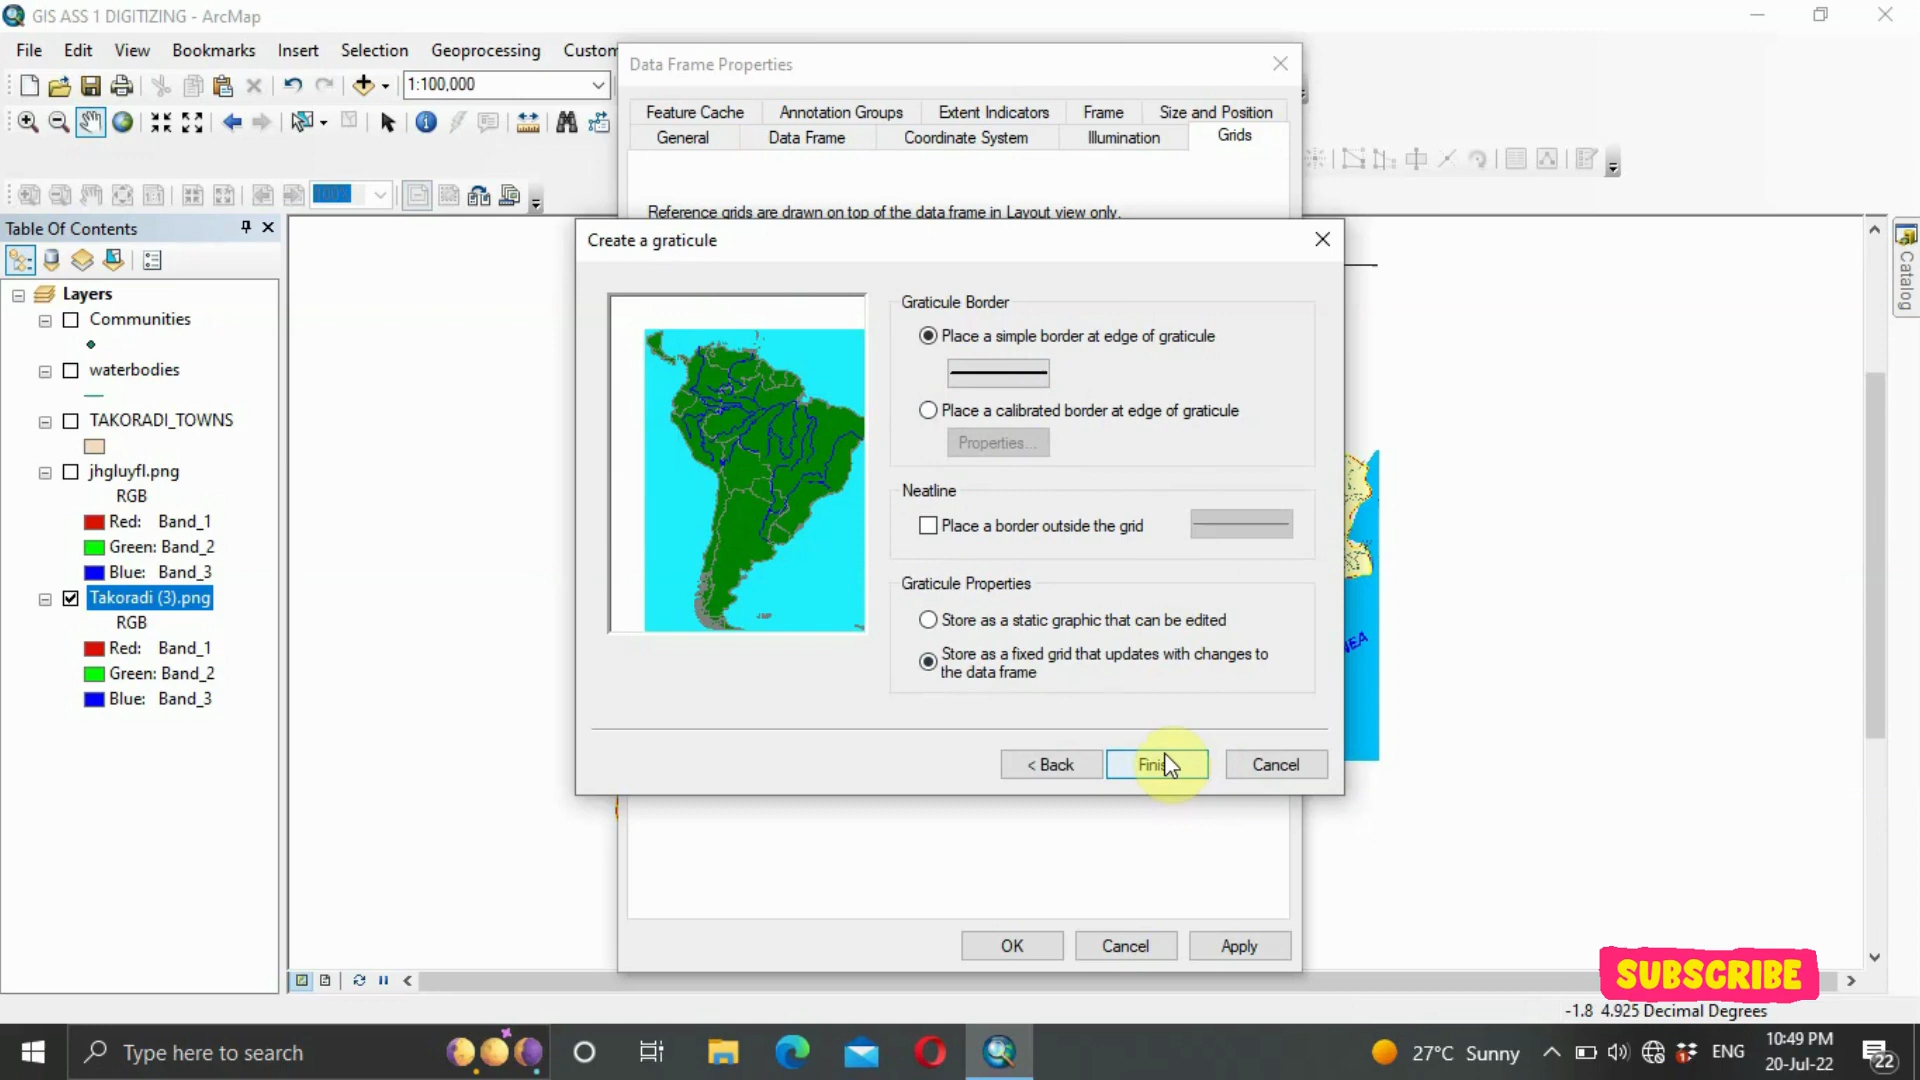 GIS ASS 1 DIGITIZING - ArcMap
File Edit View Bookmarks Insert Selection Geoprocessing
1:100,000
Data Frame Properties
Feature Cache Annotation Groups Extent Indicators Frame Size and Position
General Data Frame Coordinate System Illumination Grids
Reference grids are drawn on top of the data frame in Layout view only.
100%
Table Of Contents
Layers
Communities
waterbodies
TAKORADI_TOWNS
jhgluyfl.png
RGB
Red: Band_1
Green: Band_2
Blue: Band_3
Takoradi (3).png
RGB
Red: Band_1
Green: Band_2
Blue: Band_3
Create a graticule
Graticule Border
Place a simple border at edge of graticule
Place a calibrated border at edge of graticule
Properties...
Neatline
Place a border outside the grid
Graticule Properties
Store as a static graphic that can be edited
Store as a fixed grid that updates with changes to
the data frame
< Back Cancel
OK Cancel Apply
Catalog
SUBSCRIBE
-1.8 4.925 Decimal Degrees
Type here to search
27°C Sunny
ENG
10:49 PM
20-Jul-22
22